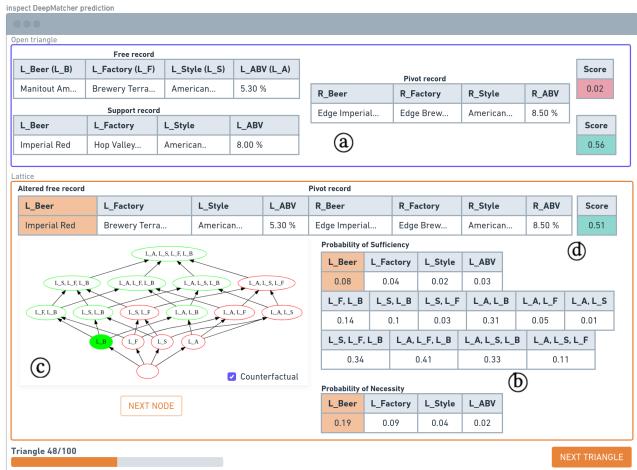 inspect DeepMatcher prediction
Open triangle
Free record
L_Beer (L_B) L_Factory (L_F) L_Style (L_S) L_ABV (L_A)
Manitout Am... Brewery Terra... American... 5.30 %
Support record
L_Beer L_Factory L_Style L_ABV
Imperial Red Hop Valley... American.. 8.00 %
Pivot record
R_Beer R_Factory R_Style R_ABV
Edge Imperial... Edge Brew... American... 8.50 %
Score
0.02
Score
0.56
a
Lattice
Altered free record Pivot record
L_Beer L_Factory L_Style L_ABV R_Beer R_Factory R_Style R_ABV Score
Imperial Red Brewery Terra... American... 5.30 % Edge Imperial... Edge Brew... American... 8.50 % 0.51
d
L_A, L_S, L_F, L_B
L_S, L_F, L_B L_A, L_F, L_B L_A, L_S, L_B L_A, L_S, L_F
L_F, L_B L_S, L_B L_S, L_F L_A, L_B L_A, L_F L_A, L_S
L_B L_F L_S L_A
c
Counterfactual
NEXT NODE
Probability of Sufficiency
L_Beer L_Factory L_Style L_ABV
0.08 0.04 0.02 0.03
L_F, L_B L_S, L_B L_S, L_F L_A, L_B L_A, L_F L_A, L_S
0.14 0.1 0.03 0.31 0.05 0.01
L_S, L_F, L_B L_A, L_F, L_B L_A, L_S, L_B L_A, L_S, L_F
0.34 0.41 0.33 0.11
b
Probability of Necessity
L_Beer L_Factory L_Style L_ABV
0.19 0.09 0.04 0.02
Triangle 48/100
NEXT TRIANGLE